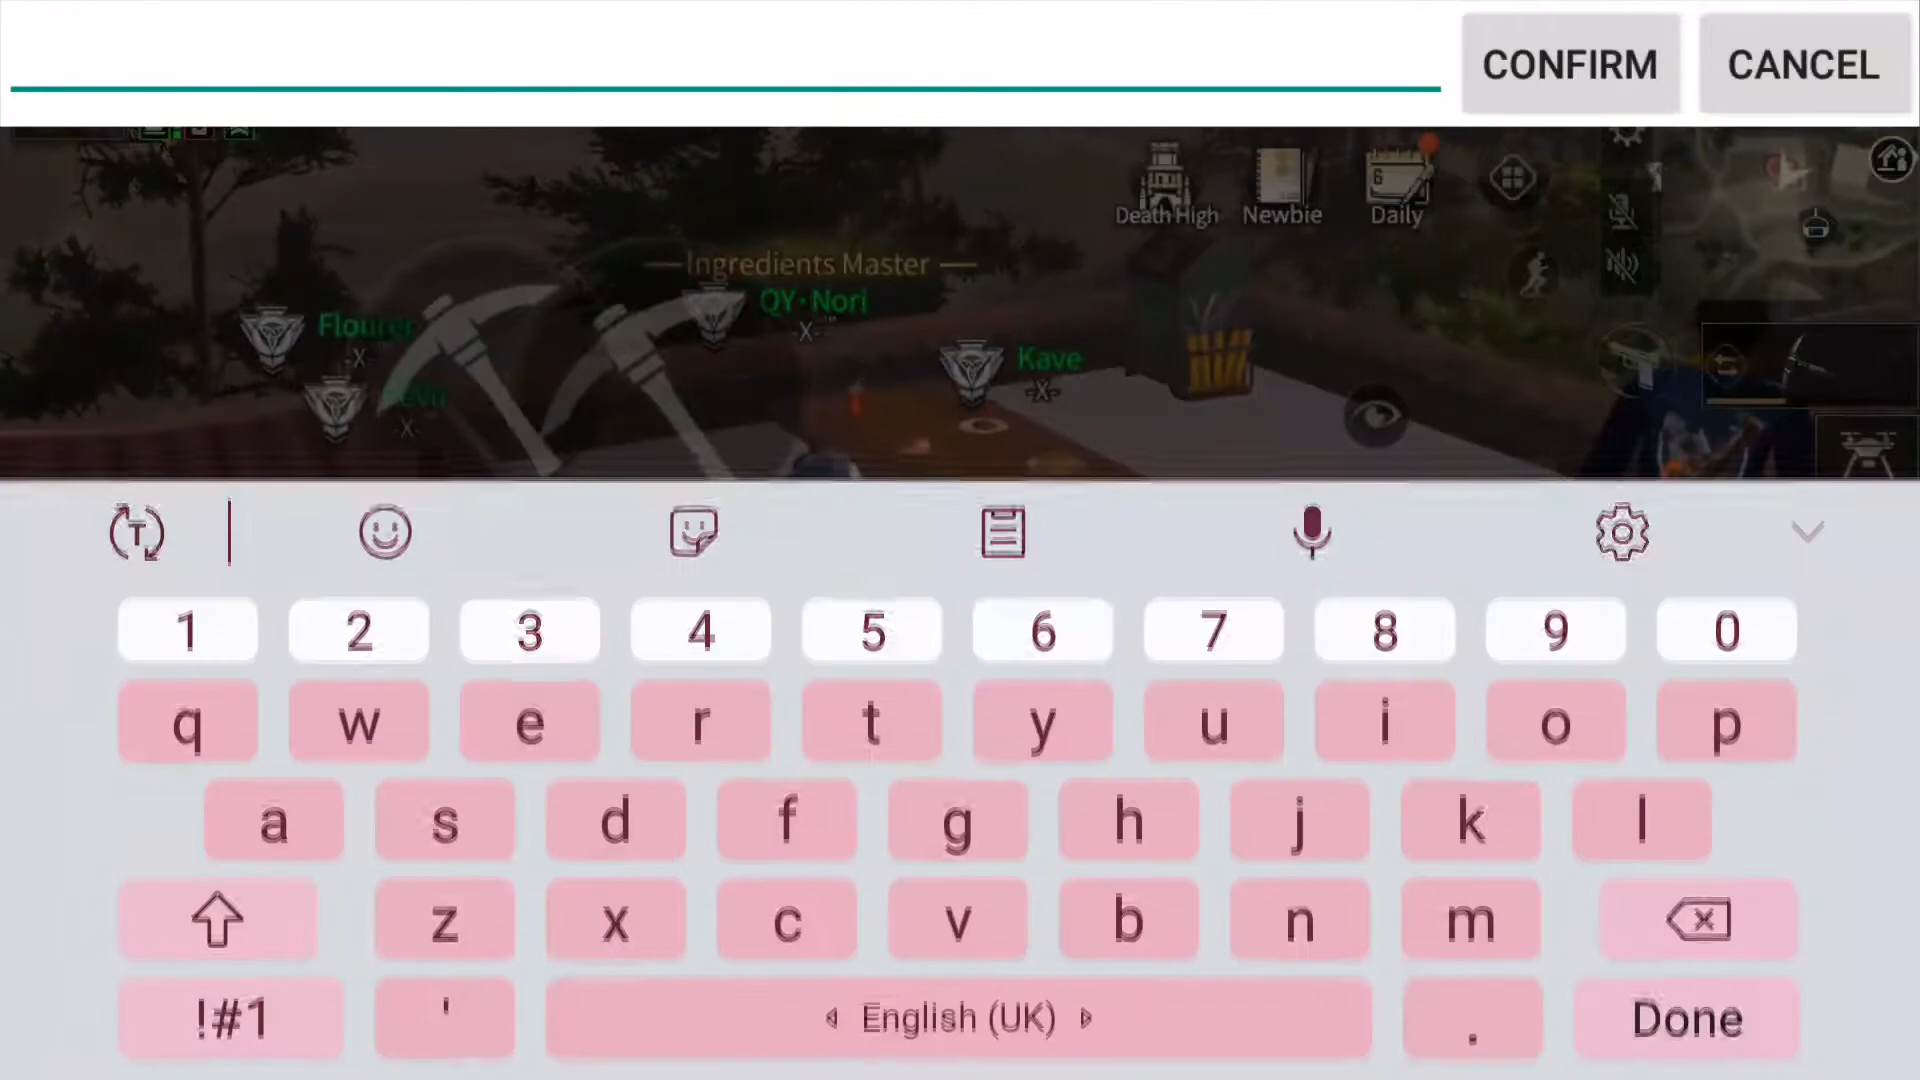 CONFIRM CANCEL
6
Death High Newbie Daily
Ingredients Master
QY·Nori
-X-
Flourer
-X-
Kave
-X-
-X-
T
1 2 3 4 5 6 7 8 9 0
q w e r t y u i o p
a s d f g h j k l
z x c v b n m
!#1 ' English (UK) . Done